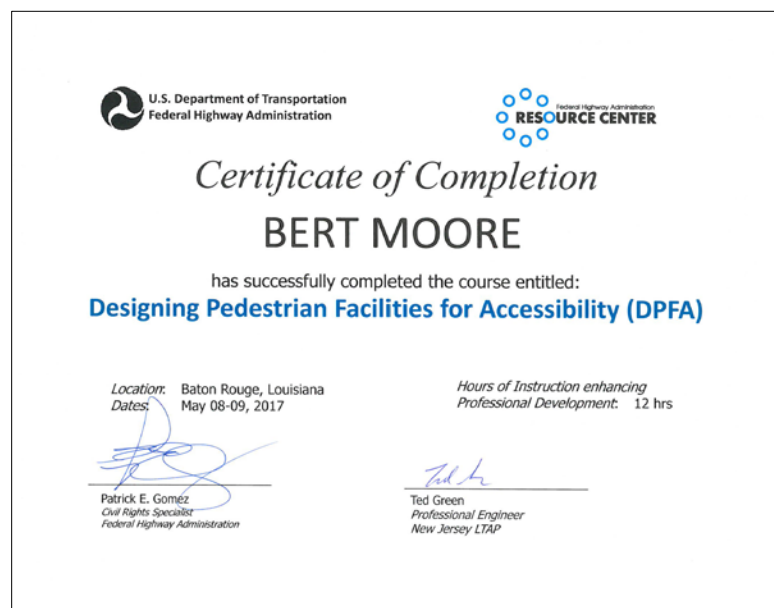 U.S. Department of Transportation
Federal Highway Administration
Federal Highway Administration
RESOURCE CENTER
Certificate of Completion
BERT MOORE
has successfully completed the course entitled:
Designing Pedestrian Facilities for Accessibility (DPFA)
Location: Baton Rouge, Louisiana
Dates: May 08-09, 2017
Hours of Instruction enhancing
Professional Development: 12 hrs
Patrick E. Gomez
Civil Rights Specialist
Federal Highway Administration
Ted Green
Professional Engineer
New Jersey LTAP